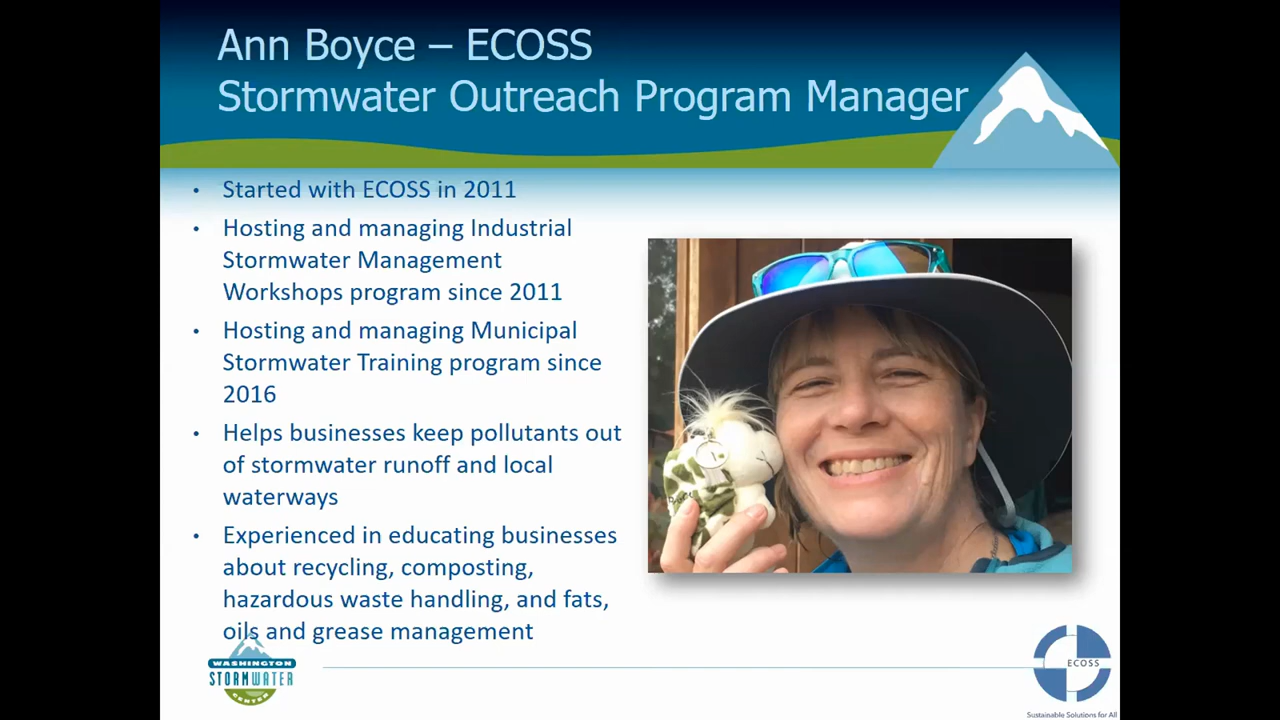 Ann Boyce – ECOSS
Stormwater Outreach Program Manager
• Started with ECOSS in 2011
• Hosting and managing Industrial
Stormwater Management
Workshops program since 2011
• Hosting and managing Municipal
Stormwater Training program since
2016
• Helps businesses keep pollutants out
of stormwater runoff and local
waterways
• Experienced in educating businesses
about recycling, composting,
hazardous waste handling, and fats,
oils and grease management
WASHINGTON
STORMWATER
CENTER
ECOSS
Sustainable Solutions for All